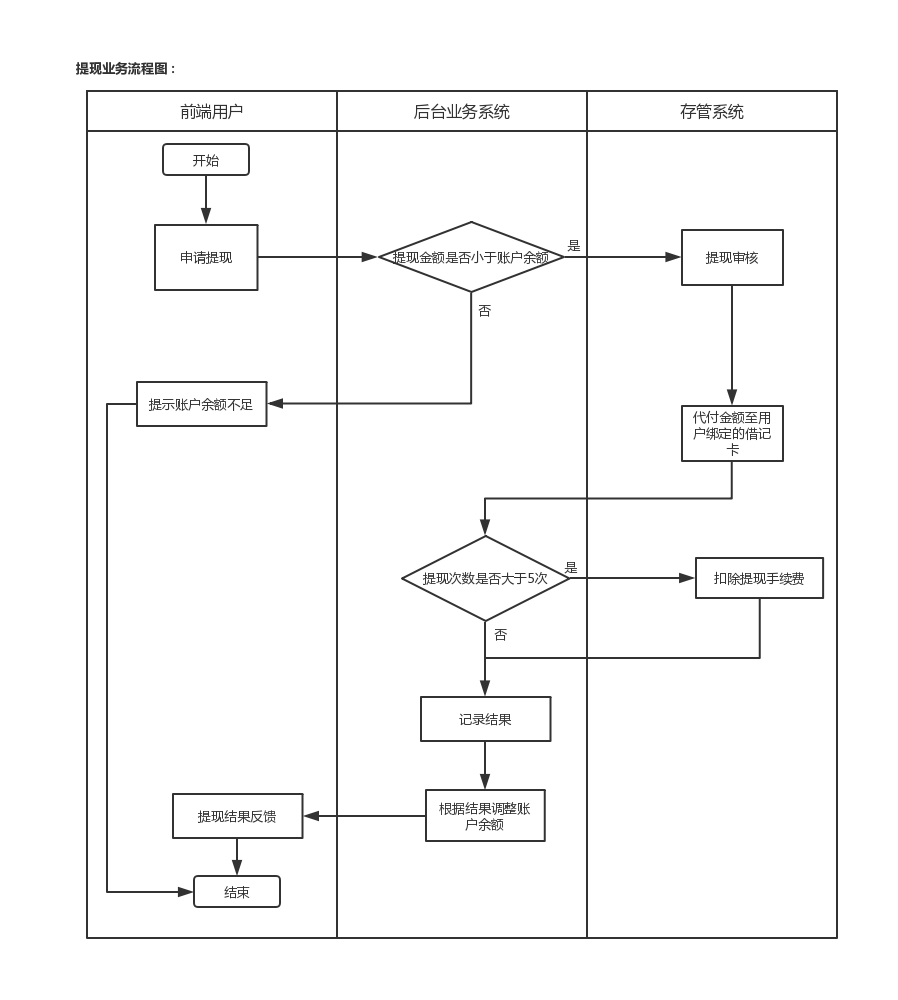 提现业务流程图：
前端用户
后台业务系统
存管系统
开始
申请提现
提现金额是否小于账户余额
是
提现审核
否
提示账户余额不足
代付金额至用
户绑定的借记
卡
提现次数是否大于5次
是
扣除提现手续费
否
记录结果
根据结果调整账
户余额
提现结果反馈
结束